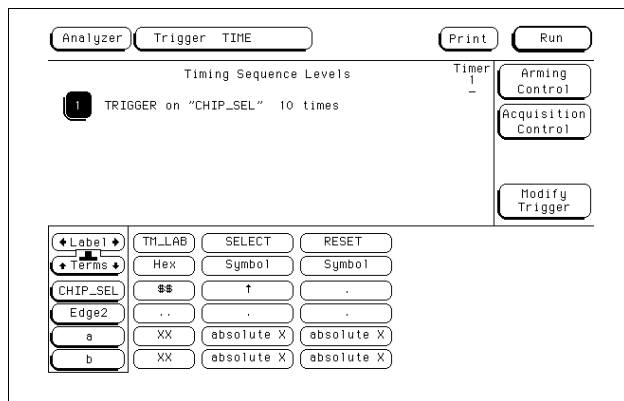 Analyzer Trigger TIME Print Run
Timing Sequence Levels
Timer
1
–
Arming
Control
1 TRIGGER on "CHIP_SEL" 10 times
Acquisition
Control
Modify
Trigger
Label TM_LAB SELECT RESET
Terms Hex Symbol Symbol
CHIP_SEL $$ ↑ .
Edge2 .. . .
a XX absolute X absolute X
b XX absolute X absolute X